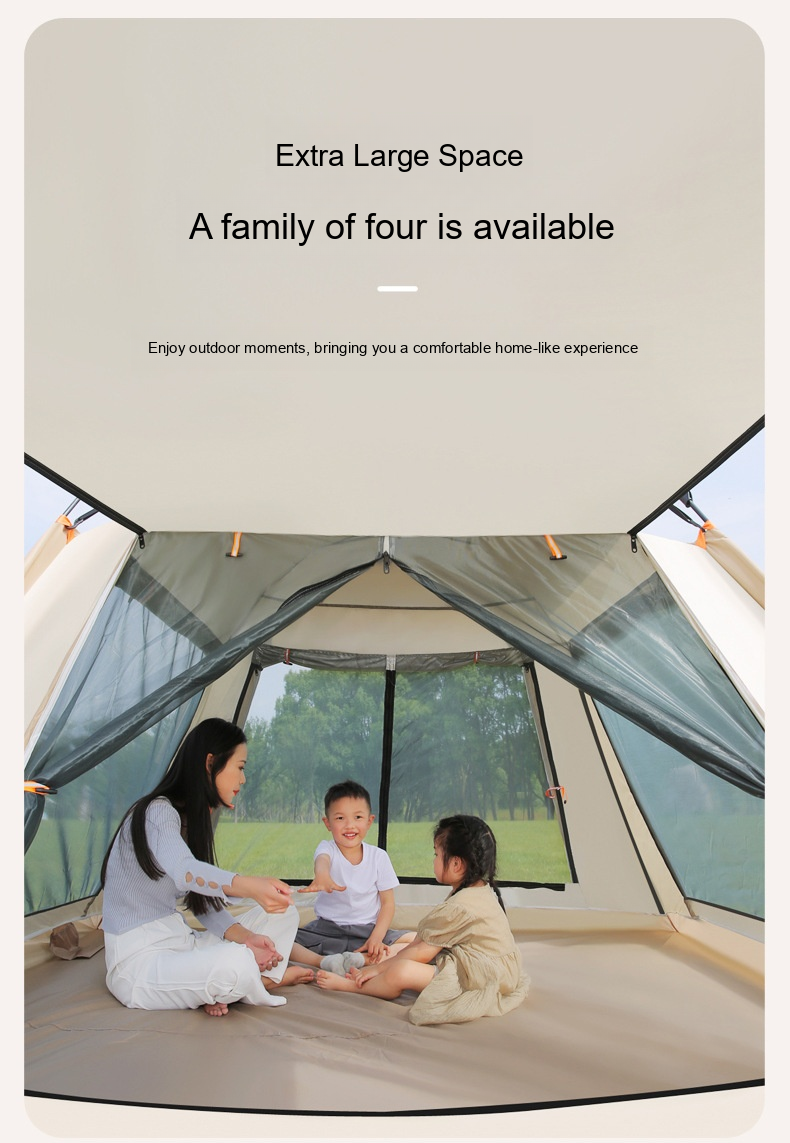 Extra Large Space
A family of four is available
Enjoy outdoor moments, bringing you a comfortable home-like experience